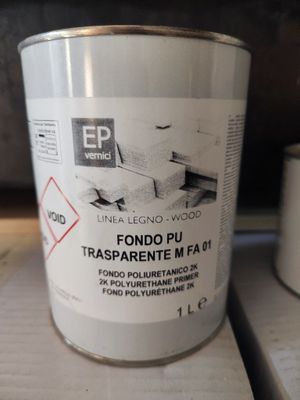 EP
vernici
LINEA LEGNO - WOOD
VOID
FONDO PU
TRASPARENTE M FA 01
FONDO POLIURETANICO 2K
2K POLYURETHANE PRIMER
FOND POLYURÉTHANE 2K
1 L e